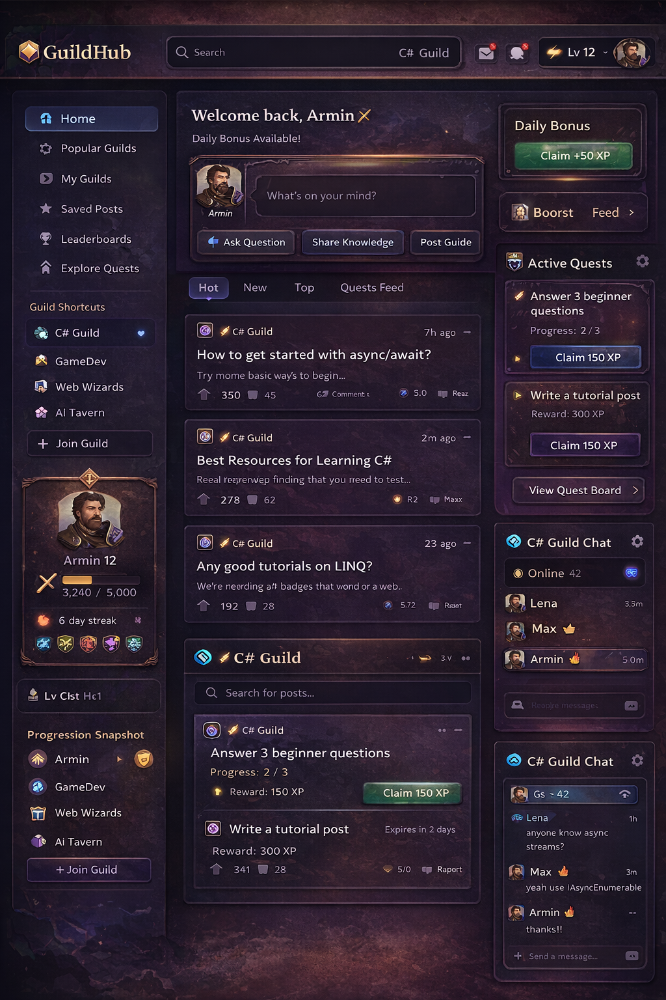 GuildHub
Search
C# Guild
Lv 12
Home
Popular Guilds
My Guilds
Saved Posts
Leaderboards
Explore Quests
Guild Shortcuts
C# Guild
GameDev
Web Wizards
Ai Tavern
+ Join Guild
Armin 12
3,240 / 5,000
6 day streak
Lv Clst Hc1
Progression Snapshot
Armin
GameDev
Web Wizards
Ai Tavern
+ Join Guild
Welcome back, Armin
Daily Bonus Available!
Armin
What's on your mind?
Ask Question
Share Knowledge
Post Guide
Hot
New
Top
Quests Feed
C# Guild
7h ago
How to get started with async/await?
Try mome basic way's to begin...
350
45
Comment
5.0
Reaz
C# Guild
2m ago
Best Resources for Learning C#
finding that you need to test...
278
62
R2
Maxx
C# Guild
23 ago
Any good tutorials on LINQ?
We're a# badges that wond or a web..
192
28
5.72
C# Guild
3.V
Search for posts...
C# Guild
Answer 3 beginner questions
Progress: 2 / 3
Reward: 150 XP
Claim 150 XP
Write a tutorial post
Expires in 2 days
Reward: 300 XP
341
28
5/0
Raport
Daily Bonus
Claim +50 XP
Boorst
Feed >
Active Quests
Answer 3 beginner
questions
Progress: 2 / 3
Claim 150 XP
Write a tutorial post
Reward: 300 XP
Claim 150 XP
View Quest Board >
C# Guild Chat
Online 42
Lena
3.3m
Max
Armin
5.0m
C# Guild Chat
Gs - 42
Lena
1h
anyone know async
streams?
Max
3m
yeah use IAsyncEnumerable
Armin
thanks!!
+ Send a message...